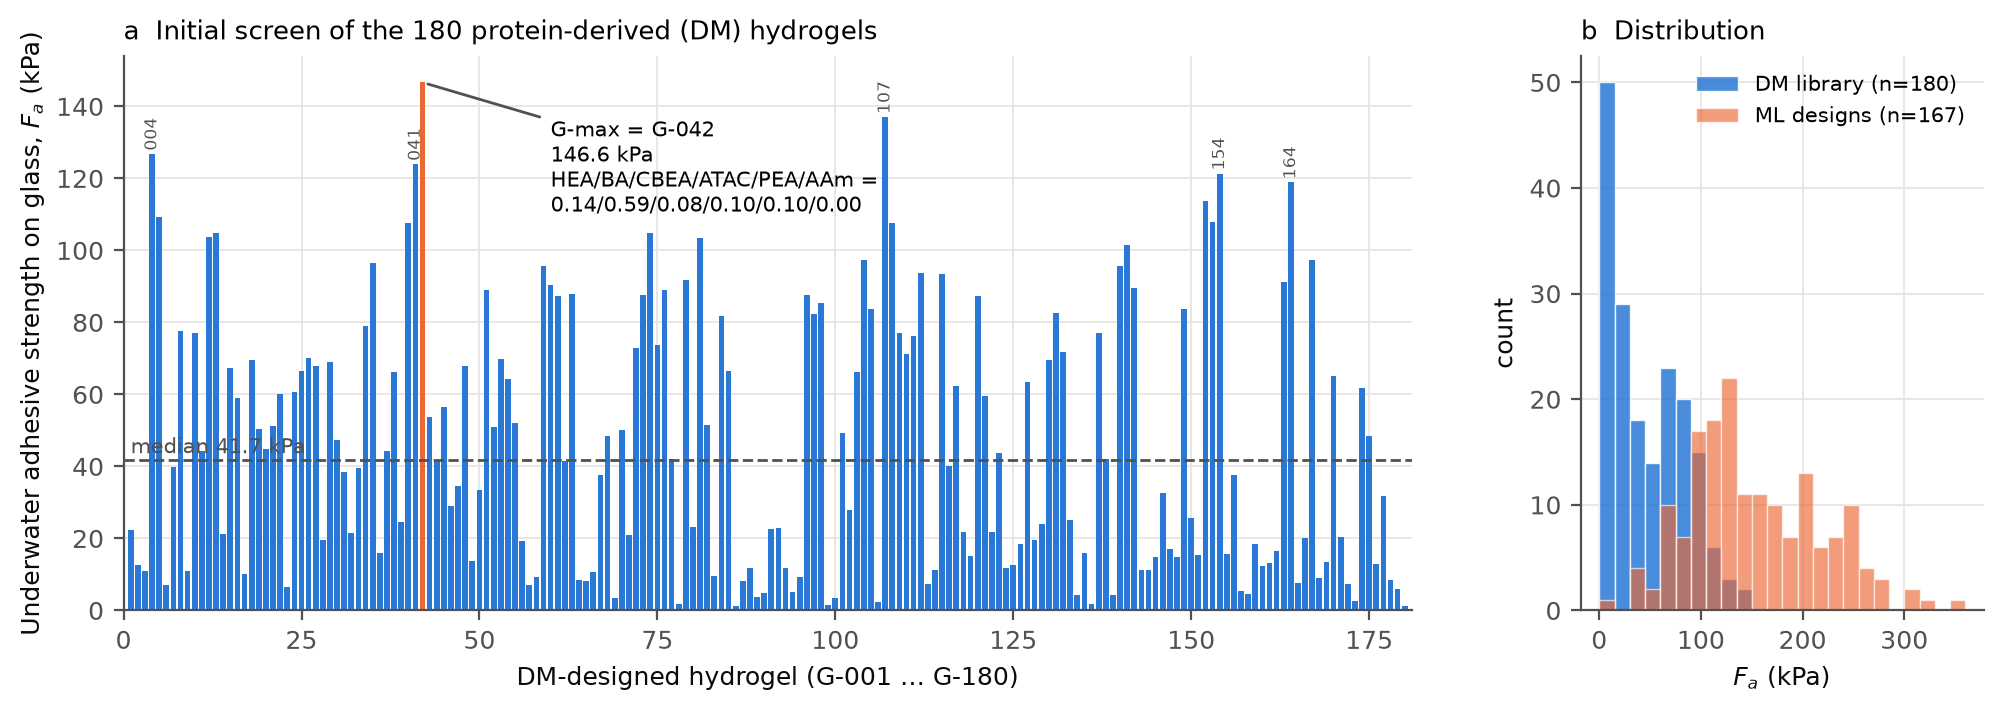 a  Initial screen of the 180 protein-derived (DM) hydrogels
Underwater adhesive strength on glass, Fa (kPa)
140
120
100
80
60
40
20
0
004
041
107
154
164
G-max = G-042
146.6 kPa
HEA/BA/CBEA/ATAC/PEA/AAm =
0.14/0.59/0.08/0.10/0.10/0.00
median 41.7 kPa
0 25 50 75 100 125 150 175
DM-designed hydrogel (G-001 ... G-180)
b  Distribution
DM library (n=180)
ML designs (n=167)
count
50
40
30
20
10
0
0 100 200 300
Fa (kPa)